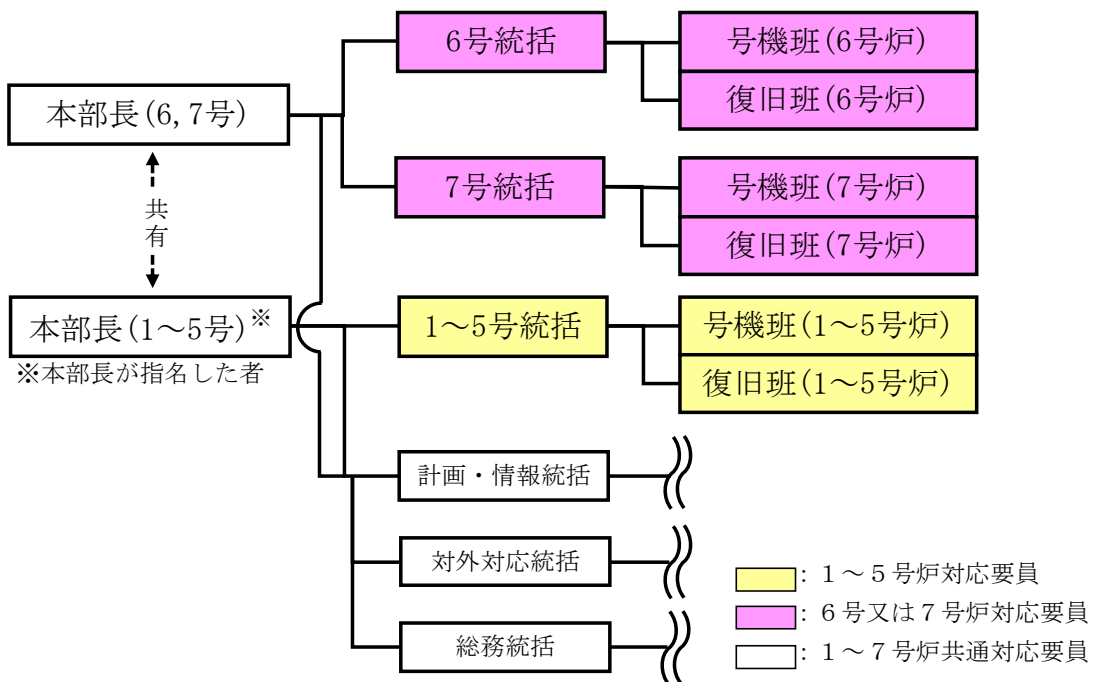 6号統括
号機班(6号炉)
復旧班(6号炉)
本部長(6,7号)
7号統括
号機班(7号炉)
復旧班(7号炉)
共有
本部長(1～5号)※
※本部長が指名した者
1～5号統括
号機班(1～5号炉)
復旧班(1～5号炉)
計画・情報統括
対外対応統括
総務統括
：１～５号炉対応要員
：６号又は７号炉対応要員
：１～７号炉共通対応要員